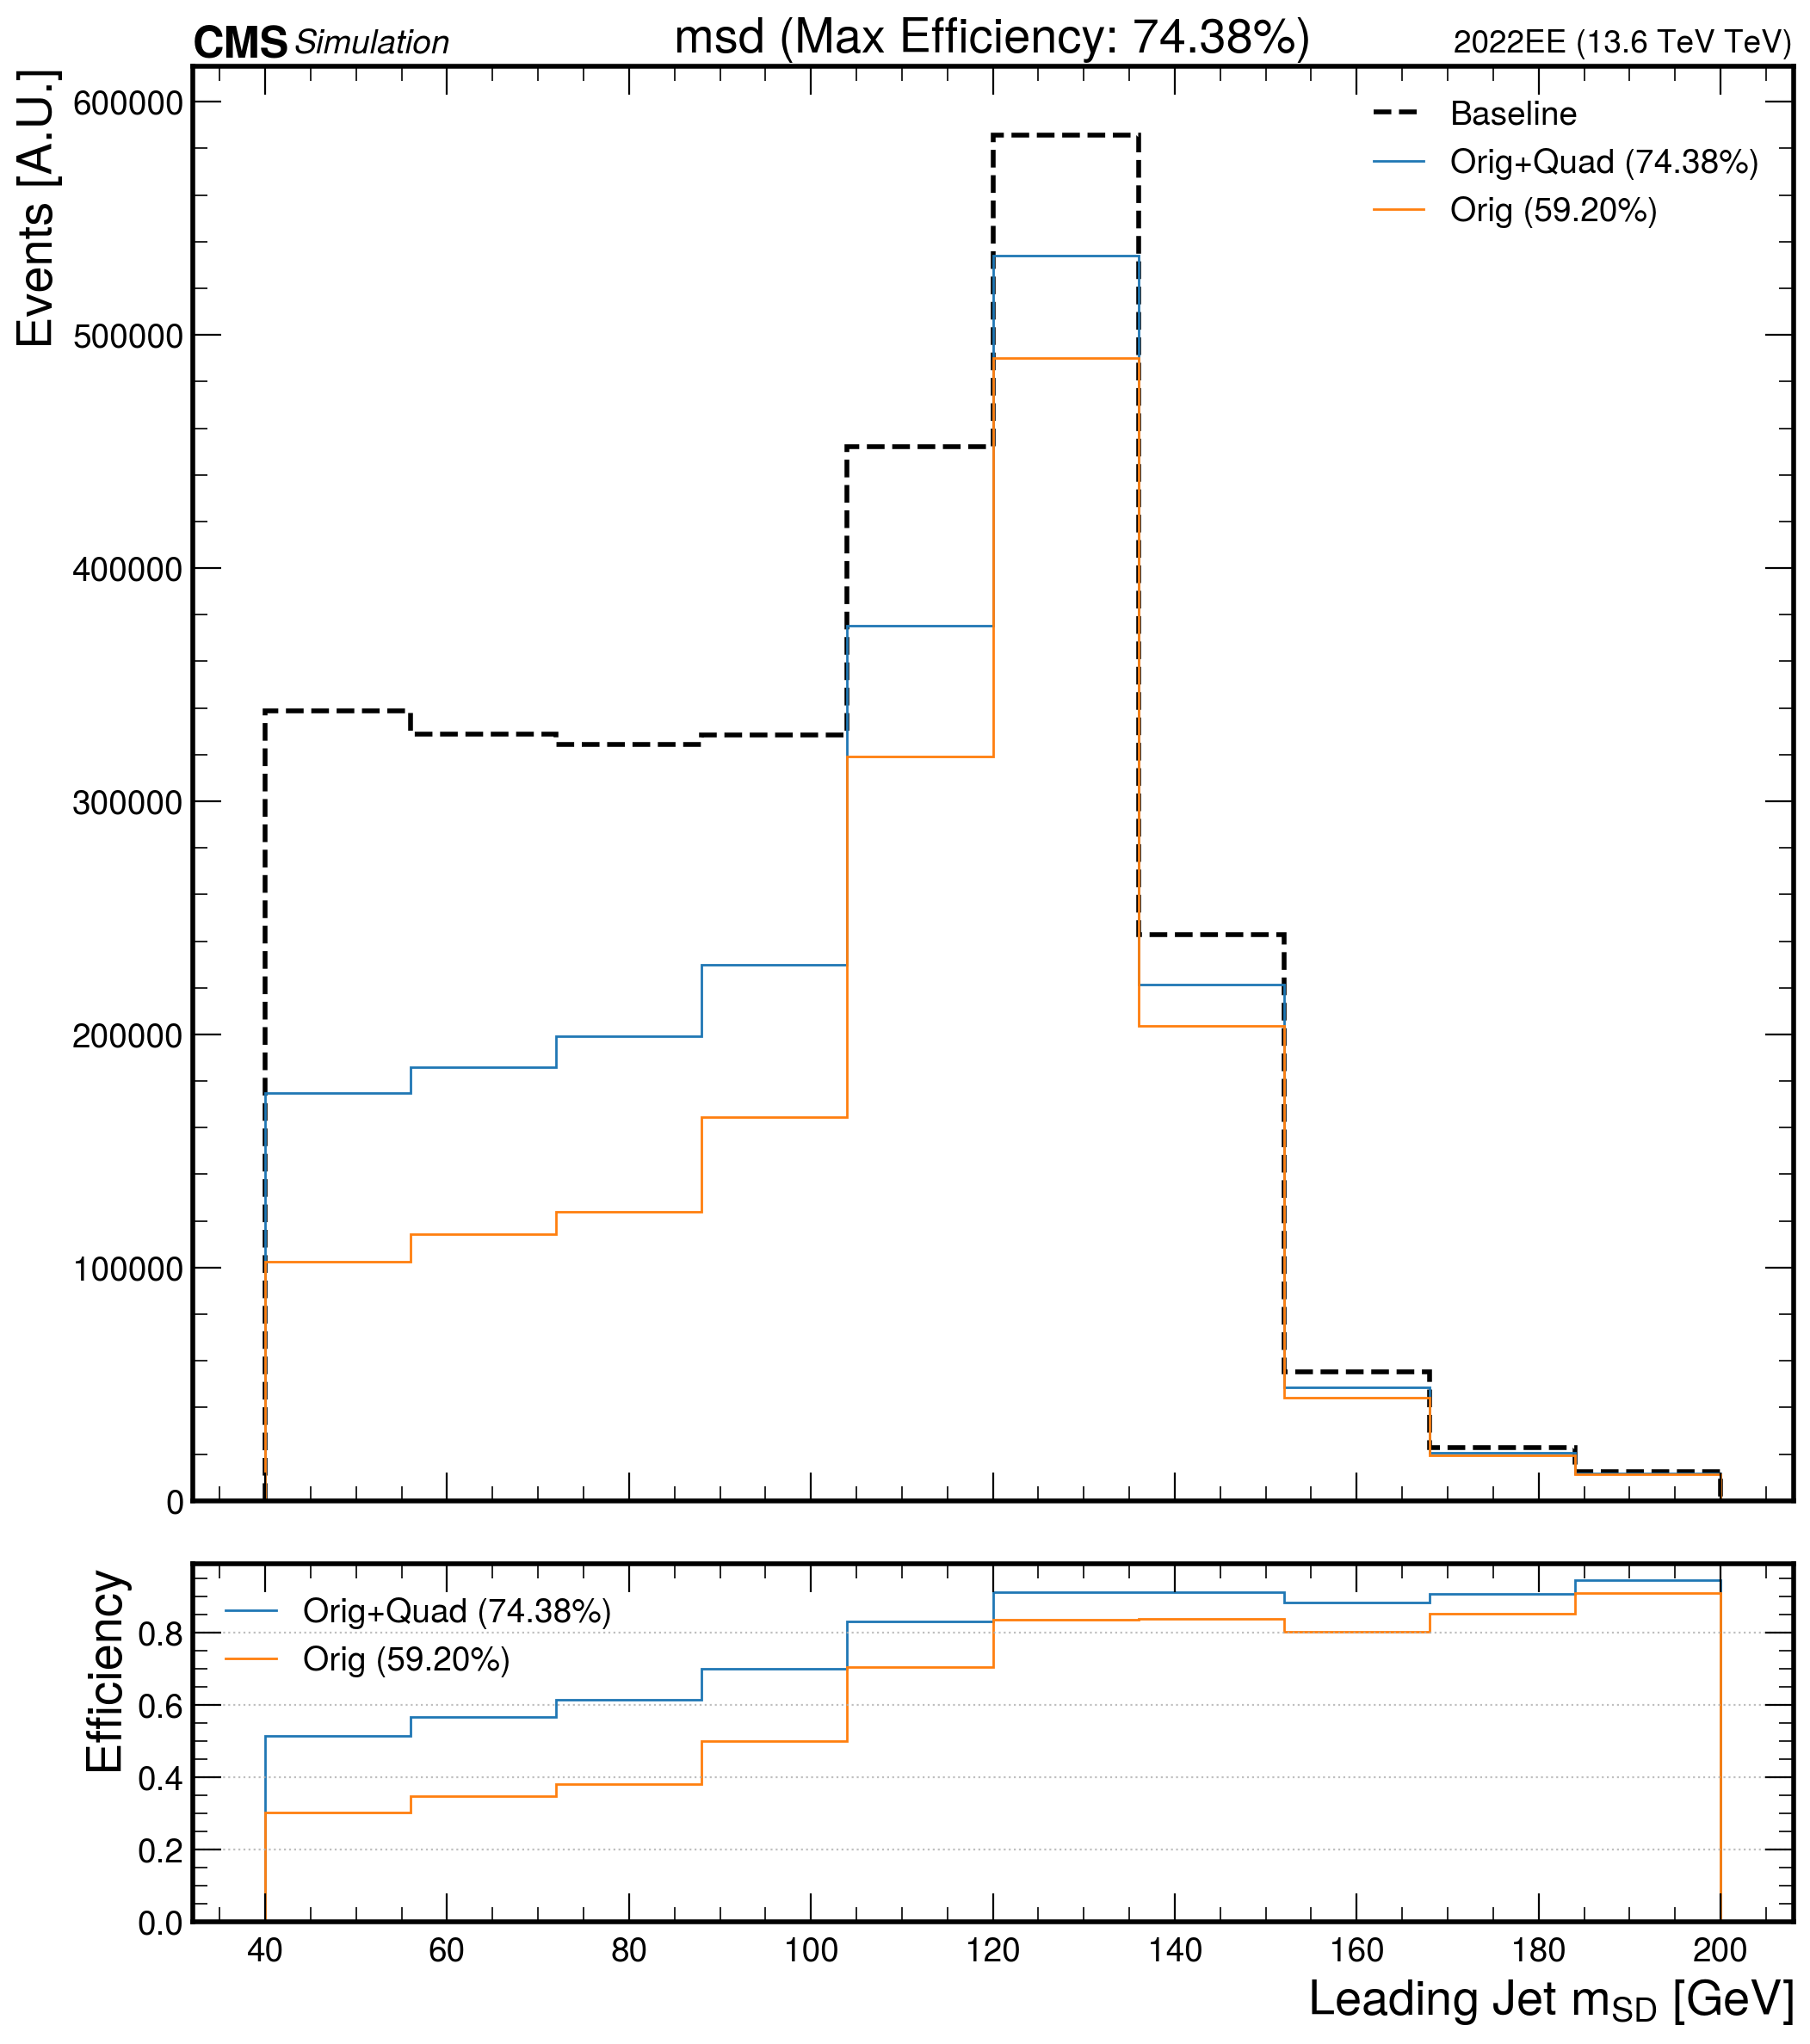 CMS Simulation
msd (Max Efficiency: 74.38%)
2022EE (13.6 TeV TeV)
Events [A.U.]
600000
500000
400000
300000
200000
100000
0
Baseline
Orig+Quad (74.38%)
Orig (59.20%)
Efficiency
0.8
0.6
0.4
0.2
0.0
Orig+Quad (74.38%)
Orig (59.20%)
40 60 80 100 120 140 160 180 200
Leading Jet mSD [GeV]